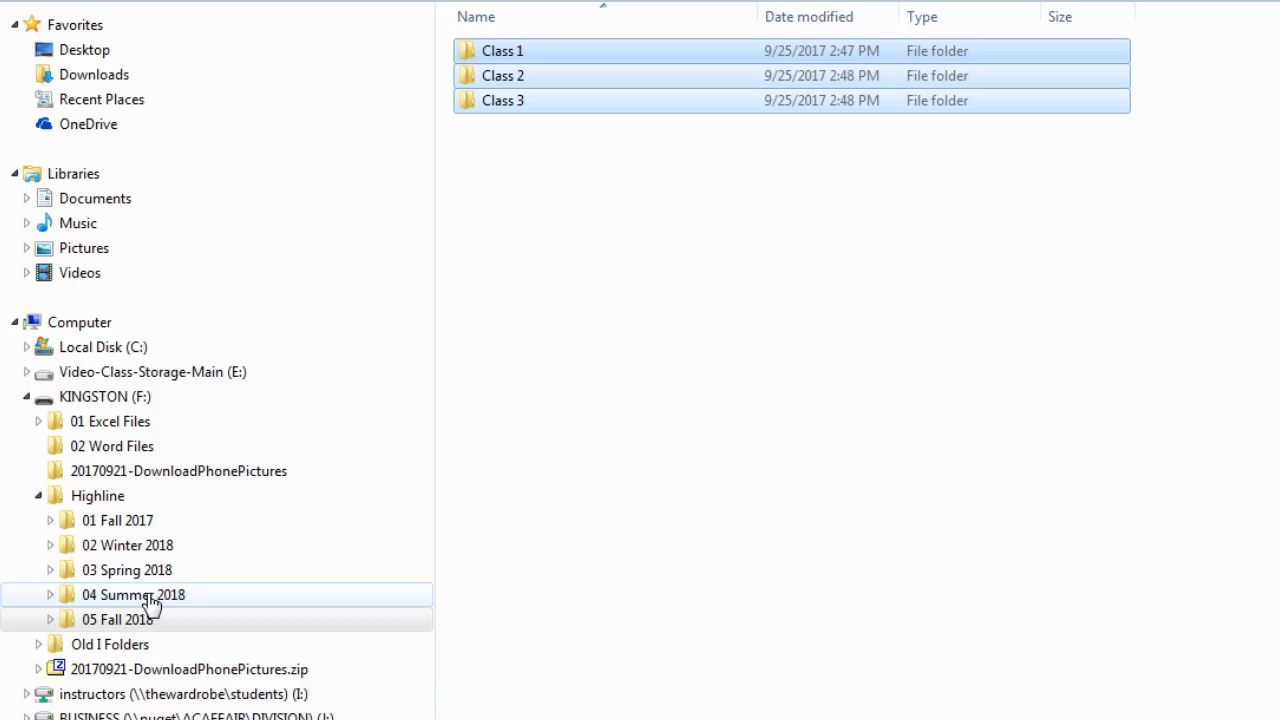 Favorites
Desktop
Downloads
Recent Places
OneDrive
Libraries
Documents
Music
Pictures
Videos
Computer
Local Disk (C:)
Video-Class-Storage-Main (E:)
KINGSTON (F:)
01 Excel Files
02 Word Files
20170921-DownloadPhonePictures
Highline
01 Fall 2017
02 Winter 2018
03 Spring 2018
04 Summer 2018
05 Fall 2018
Old I Folders
20170921-DownloadPhonePictures.zip
instructors (\\thewardrobe\students) (I:)
BUSINESS (\\puget\ACAFFAIR\DIVISION) (J:)
Name Date modified Type Size
Class 1 9/25/2017 2:47 PM File folder
Class 2 9/25/2017 2:48 PM File folder
Class 3 9/25/2017 2:48 PM File folder